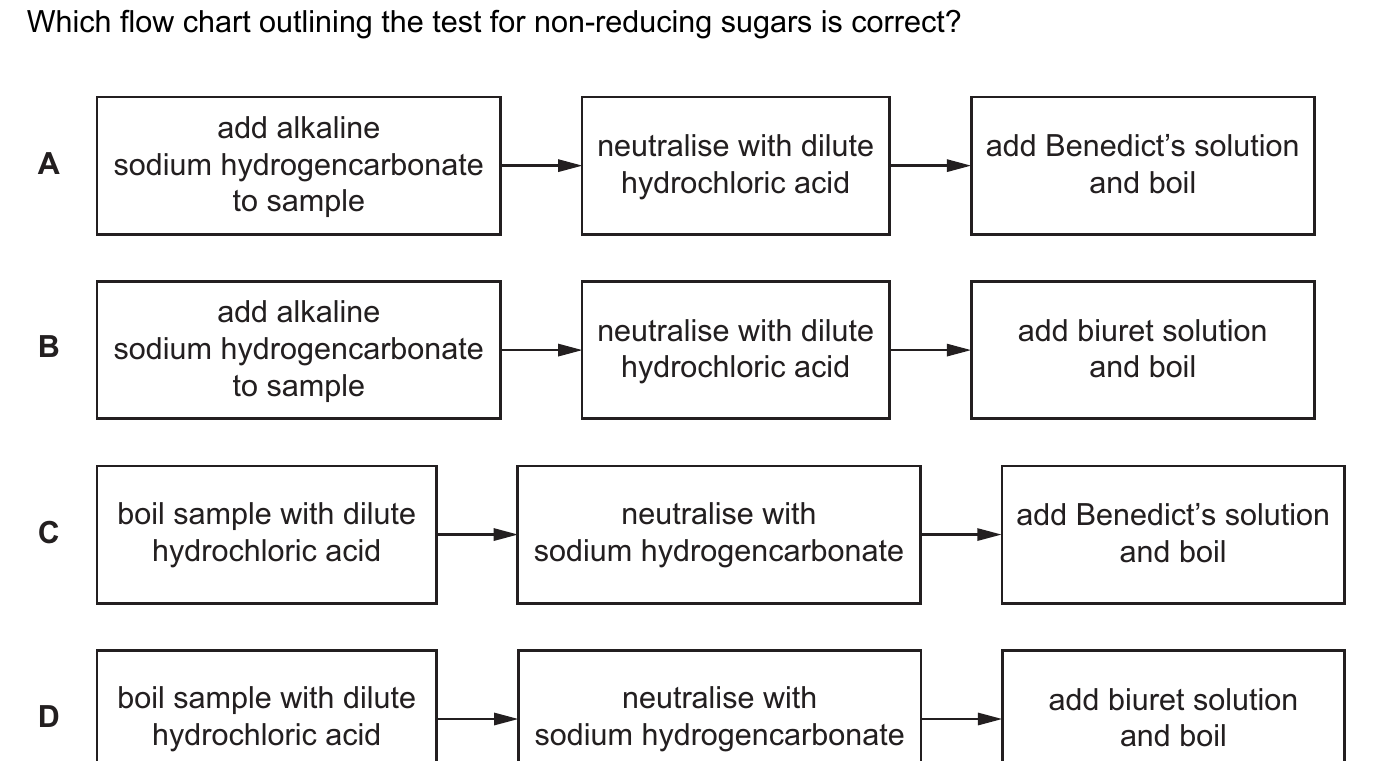 Which flow chart outlining the test for non-reducing sugars is correct?
A
add alkaline
sodium hydrogencarbonate
to sample
neutralise with dilute
hydrochloric acid
add Benedict’s solution
and boil
B
add alkaline
sodium hydrogencarbonate
to sample
neutralise with dilute
hydrochloric acid
add biuret solution
and boil
C
boil sample with dilute
hydrochloric acid
neutralise with
sodium hydrogencarbonate
add Benedict’s solution
and boil
D
boil sample with dilute
hydrochloric acid
neutralise with
sodium hydrogencarbonate
add biuret solution
and boil